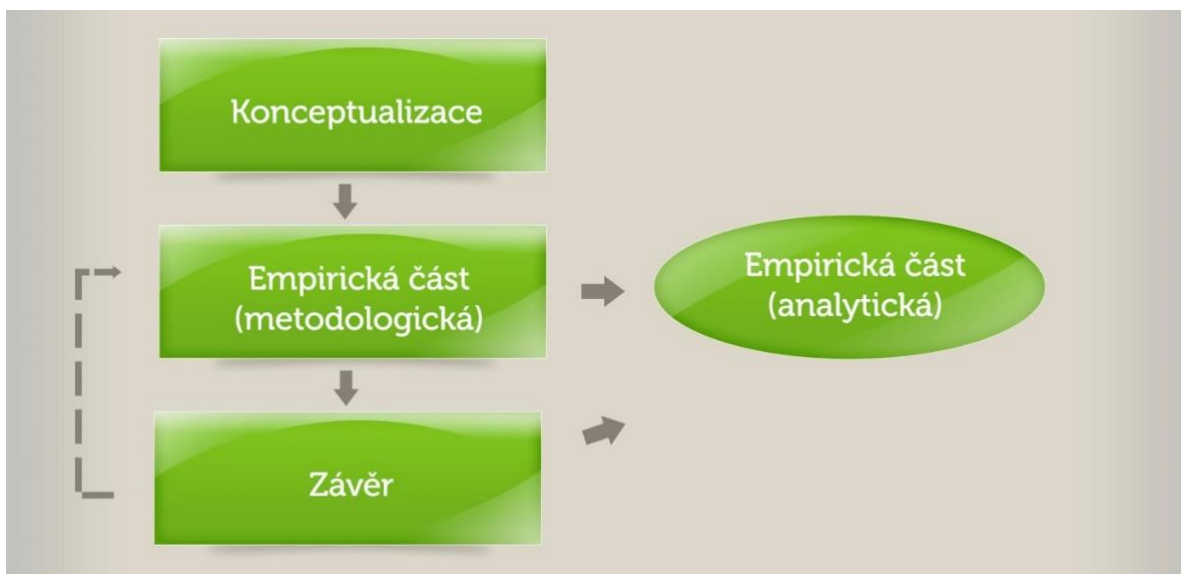 Konceptualizace
Empirická část
(metodologická)
Empirická část
(analytická)
Závěr